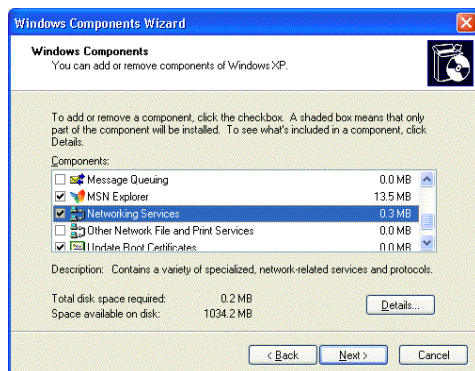 Windows Components Wizard
Windows Components
You can add or remove components of Windows XP.
To add or remove a component, click the checkbox. A shaded box means that only
part of the component will be installed. To see what's included in a component, click
Details.
Components:
Message Queuing 0.0 MB
MSN Explorer 13.5 MB
Networking Services 0.3 MB
Other Network File and Print Services 0.0 MB
Update Root Certificates 0.0 MB
Description: Contains a variety of specialized, network-related services and protocols.
Total disk space required: 0.2 MB
Space available on disk: 1034.2 MB
Details...
< Back Next > Cancel